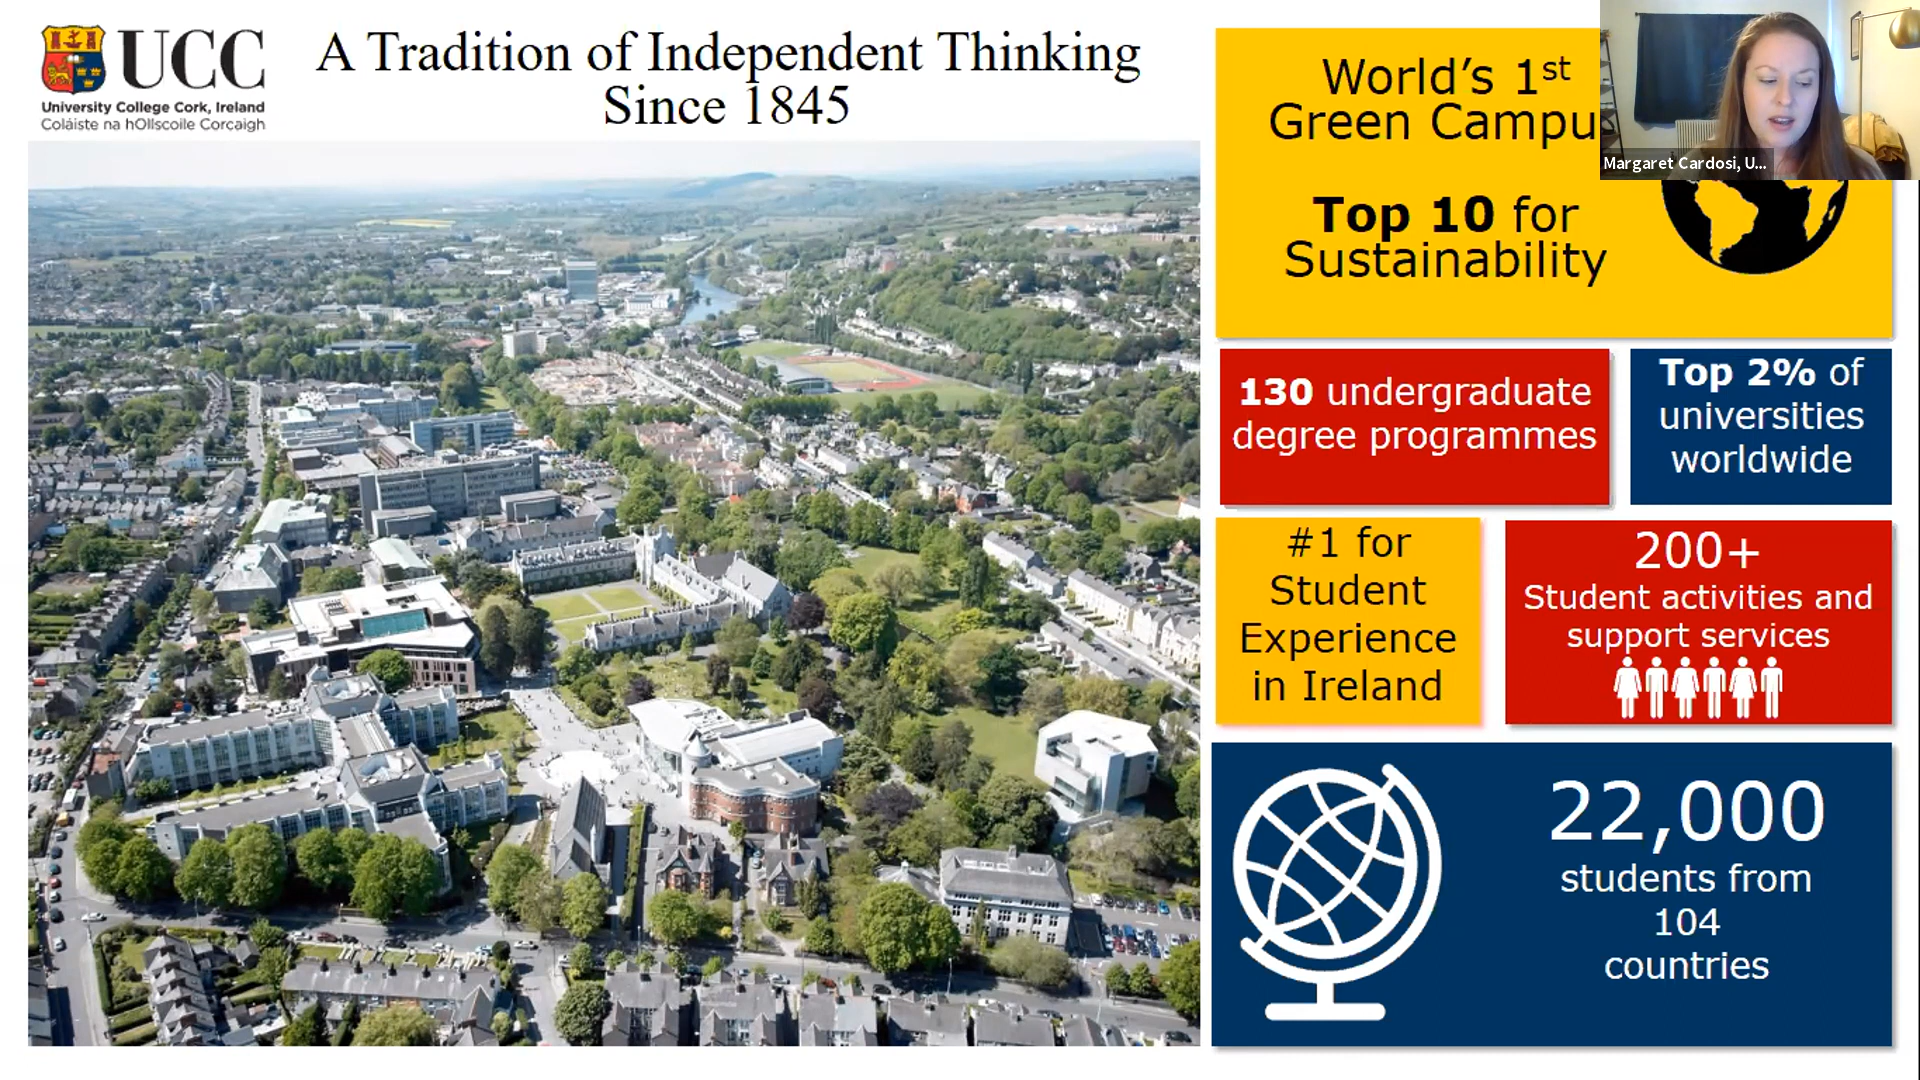 UCC
University College Cork, Ireland
Coláiste na hOllscoile Corcaigh
A Tradition of Independent Thinking
Since 1845
World's 1st
Green Campu
Top 10 for
Sustainability
Margaret Cardosi, U...
130 undergraduate
degree programmes
Top 2% of
universities
worldwide
#1 for
Student
Experience
in Ireland
200+
Student activities and
support services
22,000
students from
104
countries